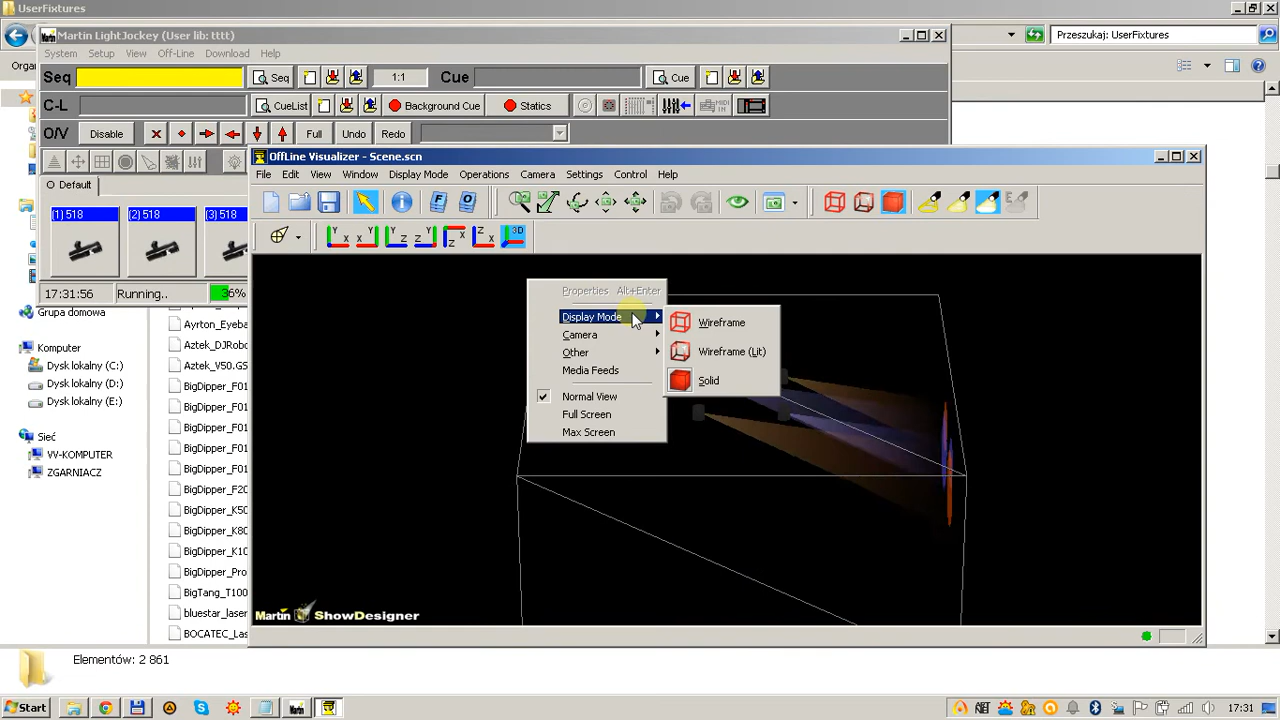 UserFixtures
Przeszukaj: UserFixtures
Martin LightJockey (User lib: tttt)
System Setup View Off-Line Download Help
Organ
Seq Seq 1:1 Cue Cue
C-L CueList Background Cue Statics MIDI IN
O/V Disable Full Undo Redo
Default
(1) 518 (2) 518 (3) 518
17:31:56 Running.. 36%
OffLine Visualizer - Scene.scn
File Edit View Window Display Mode Operations Camera Settings Control Help
F O E
Y X X Y Y Z Z Y Z X Z X 3D
Properties Alt+Enter
Display Mode
Camera
Other
Media Feeds
Normal View
Full Screen
Max Screen
Wireframe
Wireframe (Lit)
Solid
Martin ShowDesigner
Grupa domowa
Komputer
Dysk lokalny (C:)
Dysk lokalny (D:)
Dysk lokalny (E:)
Sieć
VV-KOMPUTER
ZGARNIACZ
Ayrton_Eyeba
Aztek_DJRobo
Aztek_V50.GS
BigDipper_F01
BigDipper_F01
BigDipper_F01
BigDipper_F01
BigDipper_F01
BigDipper_F20
BigDipper_K50
BigDipper_K80
BigDipper_K10
BigDipper_Pro
BigTang_T100
bluestar_laser
BOCATEC_Las
Elementów: 2 861
Start
17:31